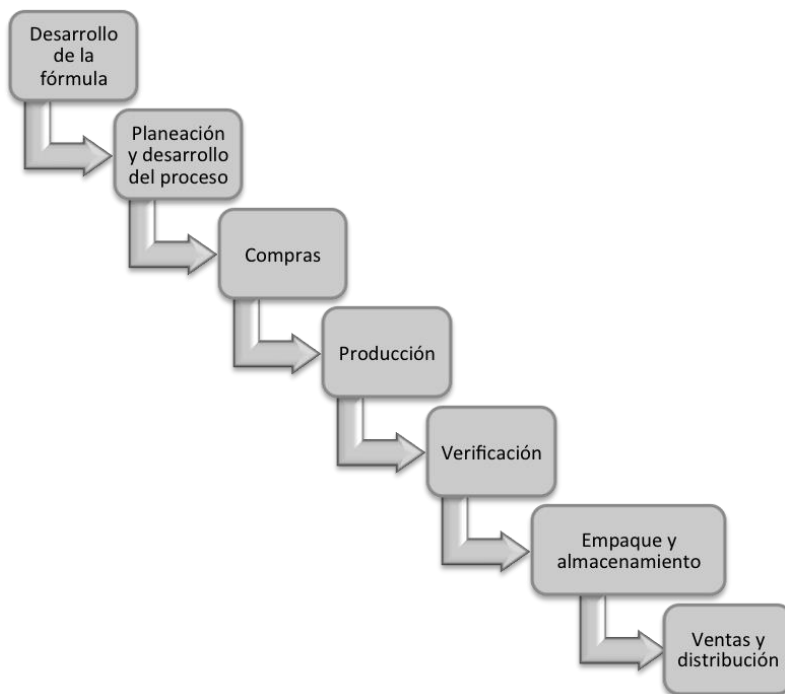 Desarrollo
de la
fórmula
Planeación
y desarrollo
del proceso
Compras
Producción
Verificación
Empaque y
almacenamiento
Ventas y
distribución